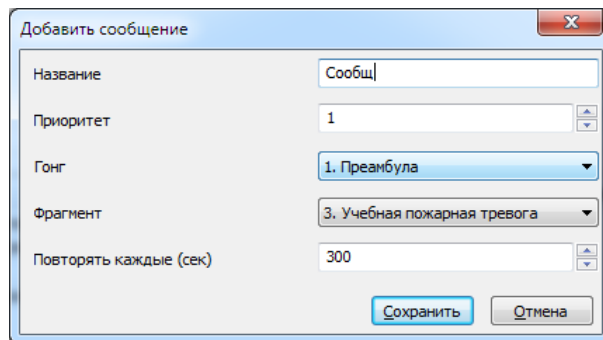 Добавить сообщение
Название Сообщ
Приоритет 1
Гонг 1. Преамбула
Фрагмент 3. Учебная пожарная тревога
Повторять каждые (сек) 300
Сохранить Отмена